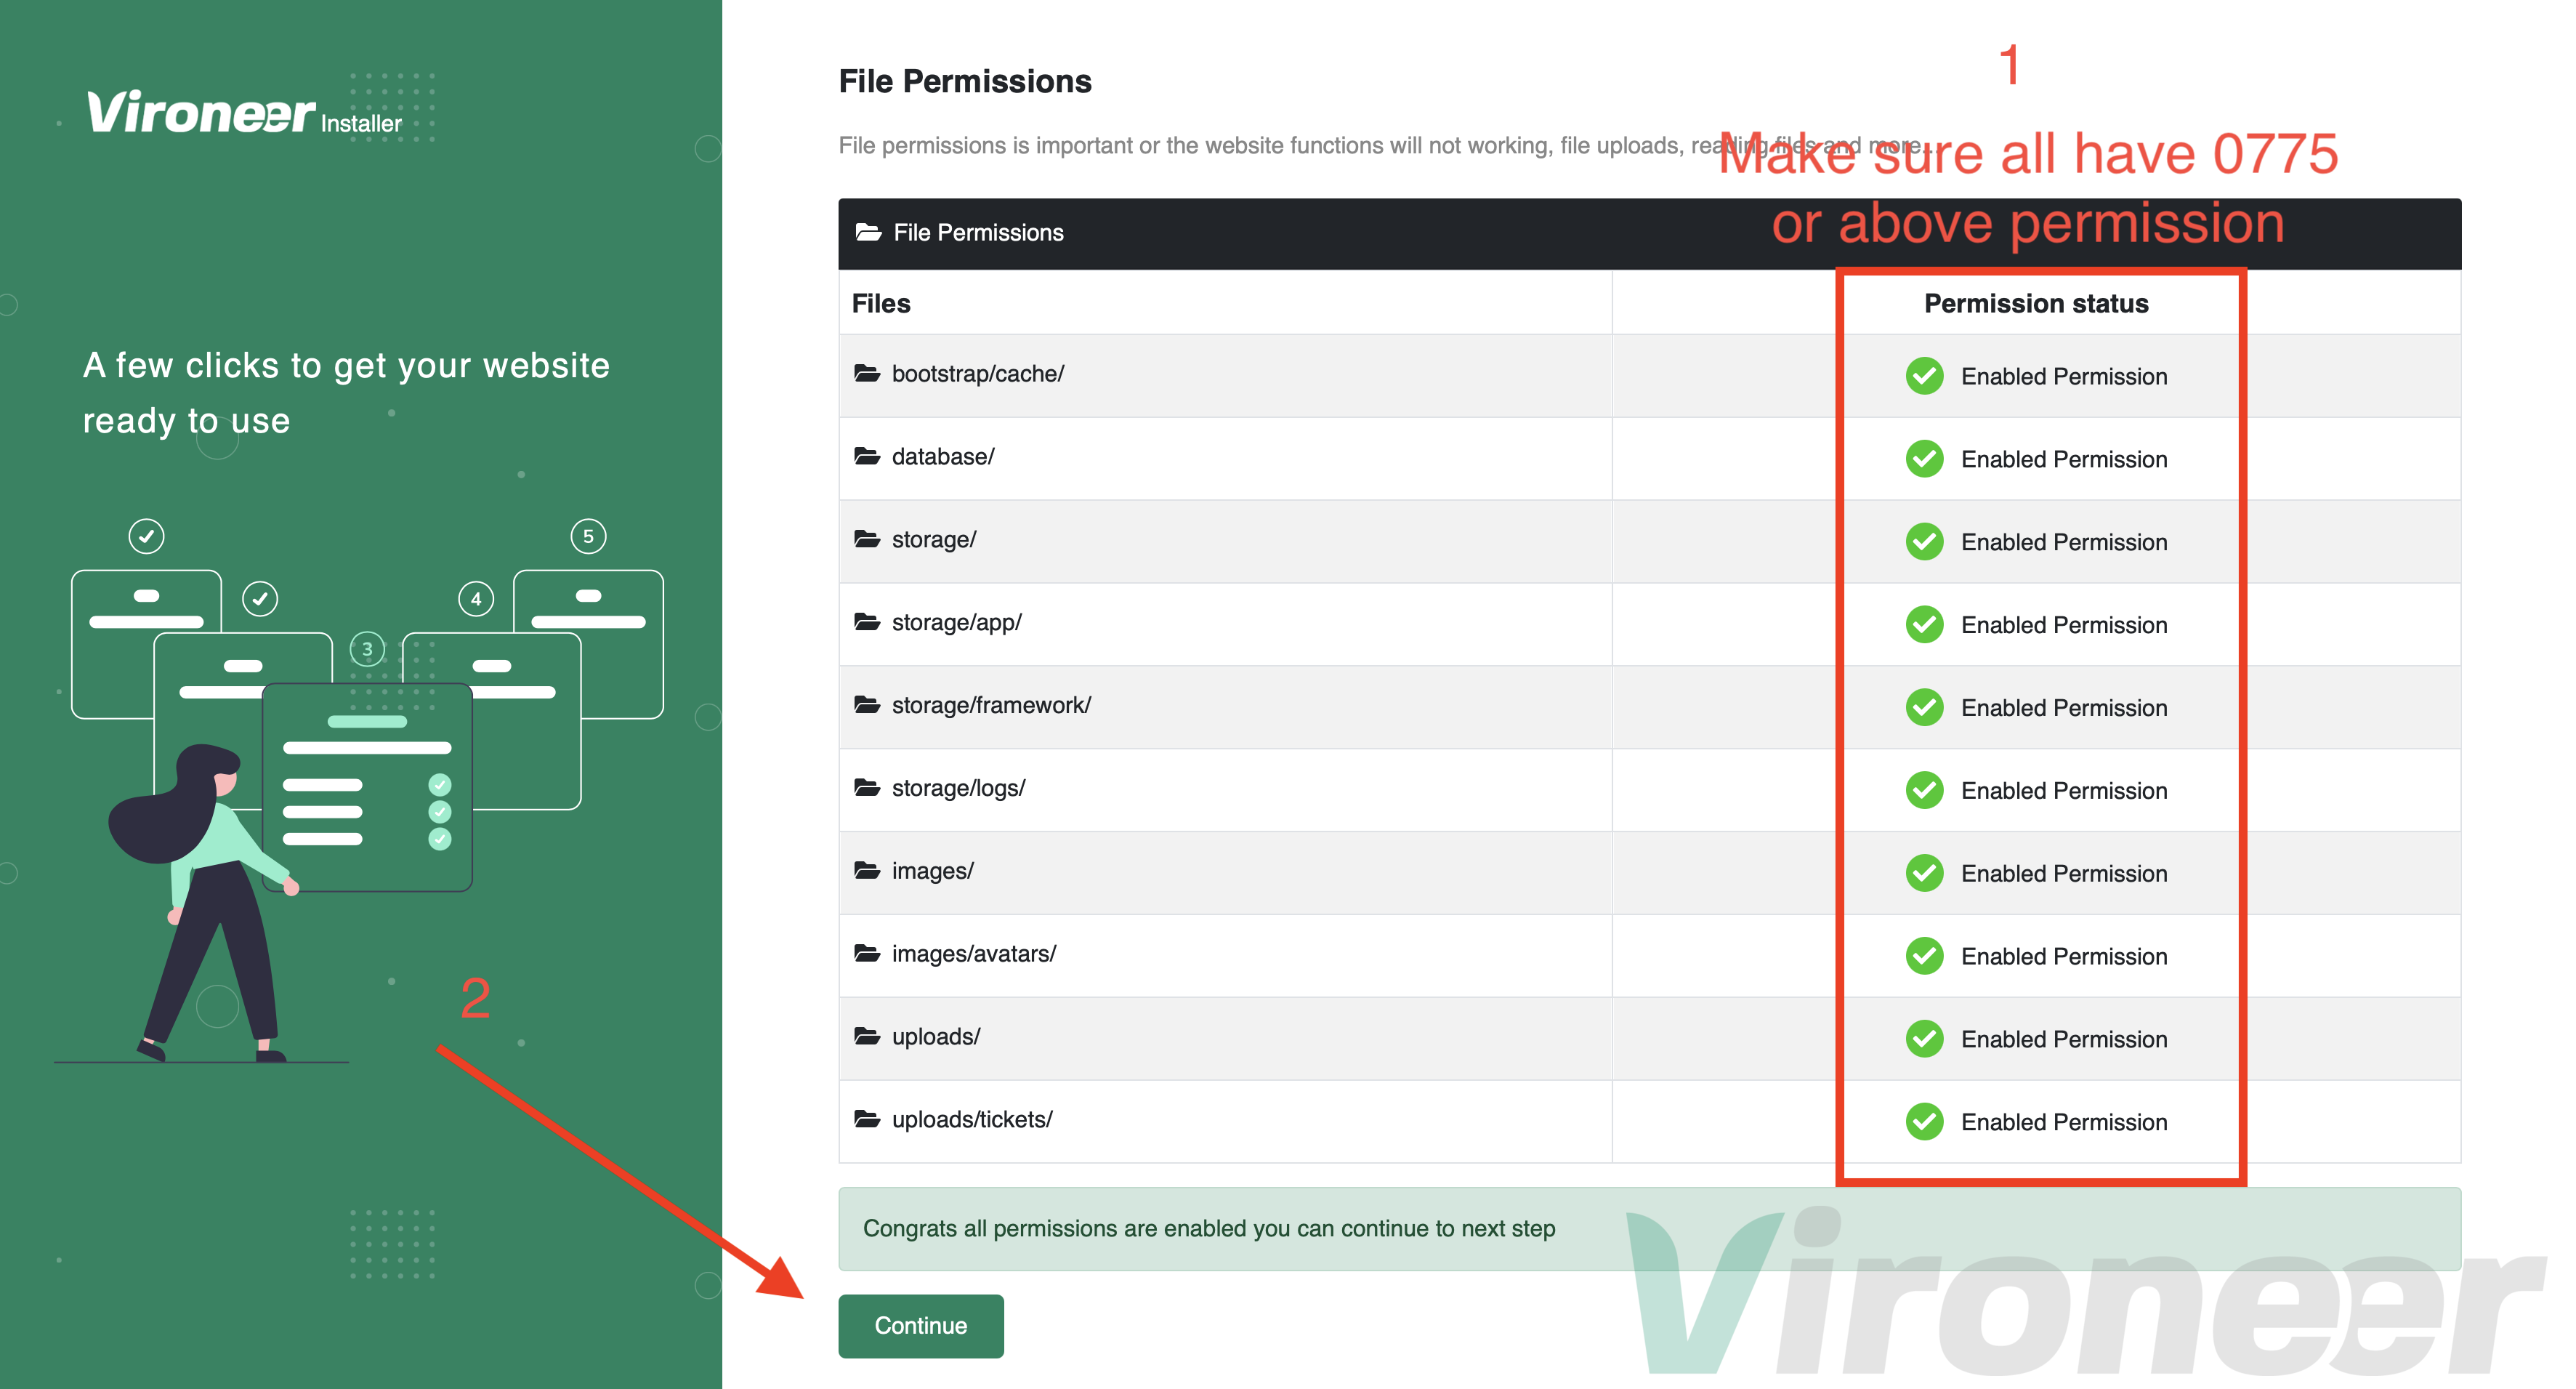 Vironeer Installer
A few clicks to get your website
ready to use
5
4
3
2
1
File Permissions
File permissions is important or the website functions will not working, file uploads, reading files and more...
Make sure all have 0775
or above permission
File Permissions
Files Permission status
bootstrap/cache/ Enabled Permission
database/ Enabled Permission
storage/ Enabled Permission
storage/app/ Enabled Permission
storage/framework/ Enabled Permission
storage/logs/ Enabled Permission
images/ Enabled Permission
images/avatars/ Enabled Permission
uploads/ Enabled Permission
uploads/tickets/ Enabled Permission
Congrats all permissions are enabled you can continue to next step
Continue
Vironeer